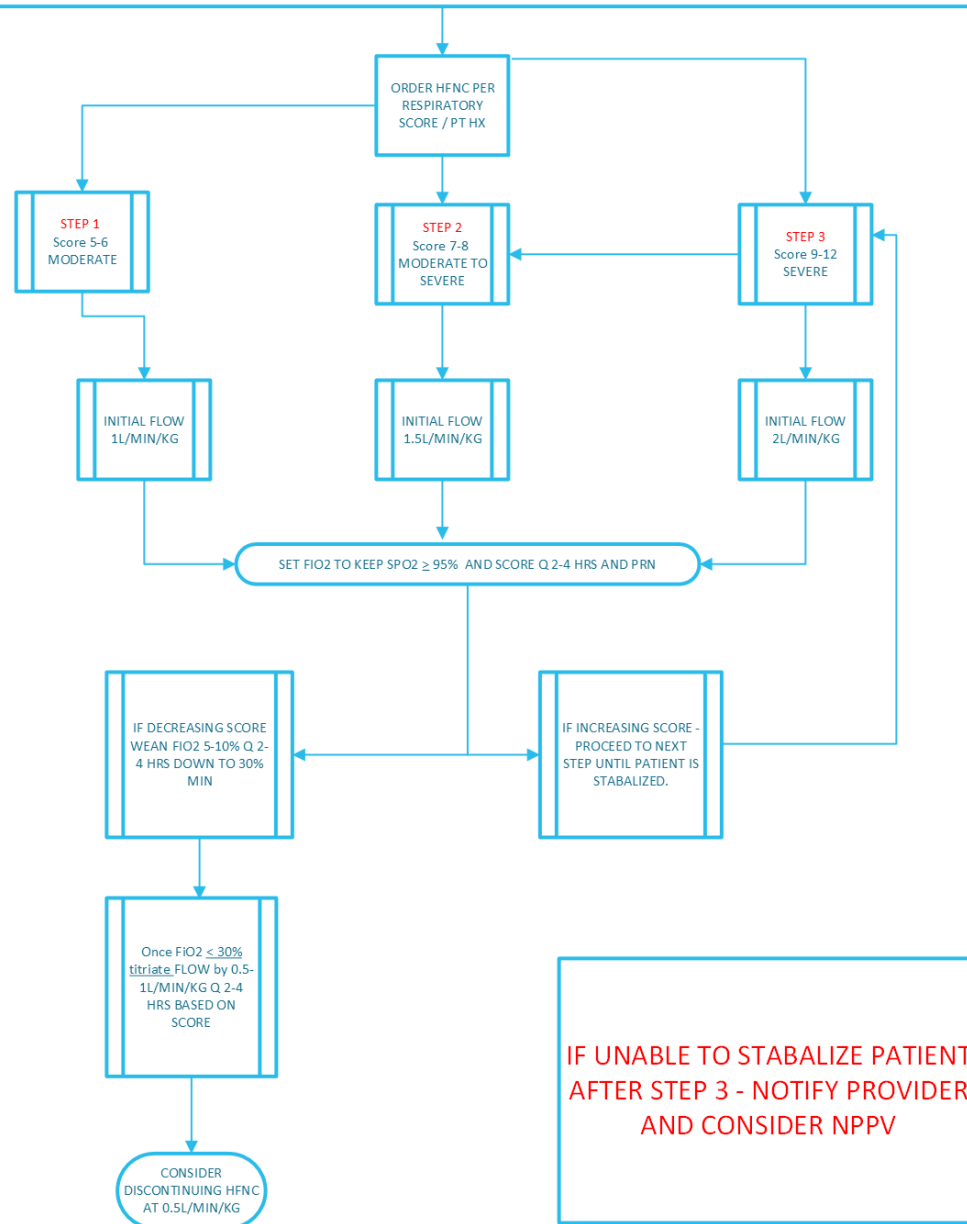 ORDER HFNC PER
RESPIRATORY
SCORE / PT HX
STEP 1
Score 5-6
MODERATE
STEP 2
Score 7-8
MODERATE TO
SEVERE
STEP 3
Score 9-12
SEVERE
INITIAL FLOW
1L/MIN/KG
INITIAL FLOW
1.5L/MIN/KG
INITIAL FLOW
2L/MIN/KG
SET FIO2 TO KEEP SPO2 ≥ 95% AND SCORE Q 2-4 HRS AND PRN
IF DECREASING SCORE
WEAN FIO2 5-10% Q 2-
4 HRS DOWN TO 30%
MIN
IF INCREASING SCORE -
PROCEED TO NEXT
STEP UNTIL PATIENT IS
STABALIZED.
Once FiO2 < 30%
titriate FLOW by 0.5-
1L/MIN/KG Q 2-4
HRS BASED ON
SCORE
IF UNABLE TO STABALIZE PATIENT
AFTER STEP 3 - NOTIFY PROVIDER
AND CONSIDER NPPV
CONSIDER
DISCONTINUING HFNC
AT 0.5L/MIN/KG